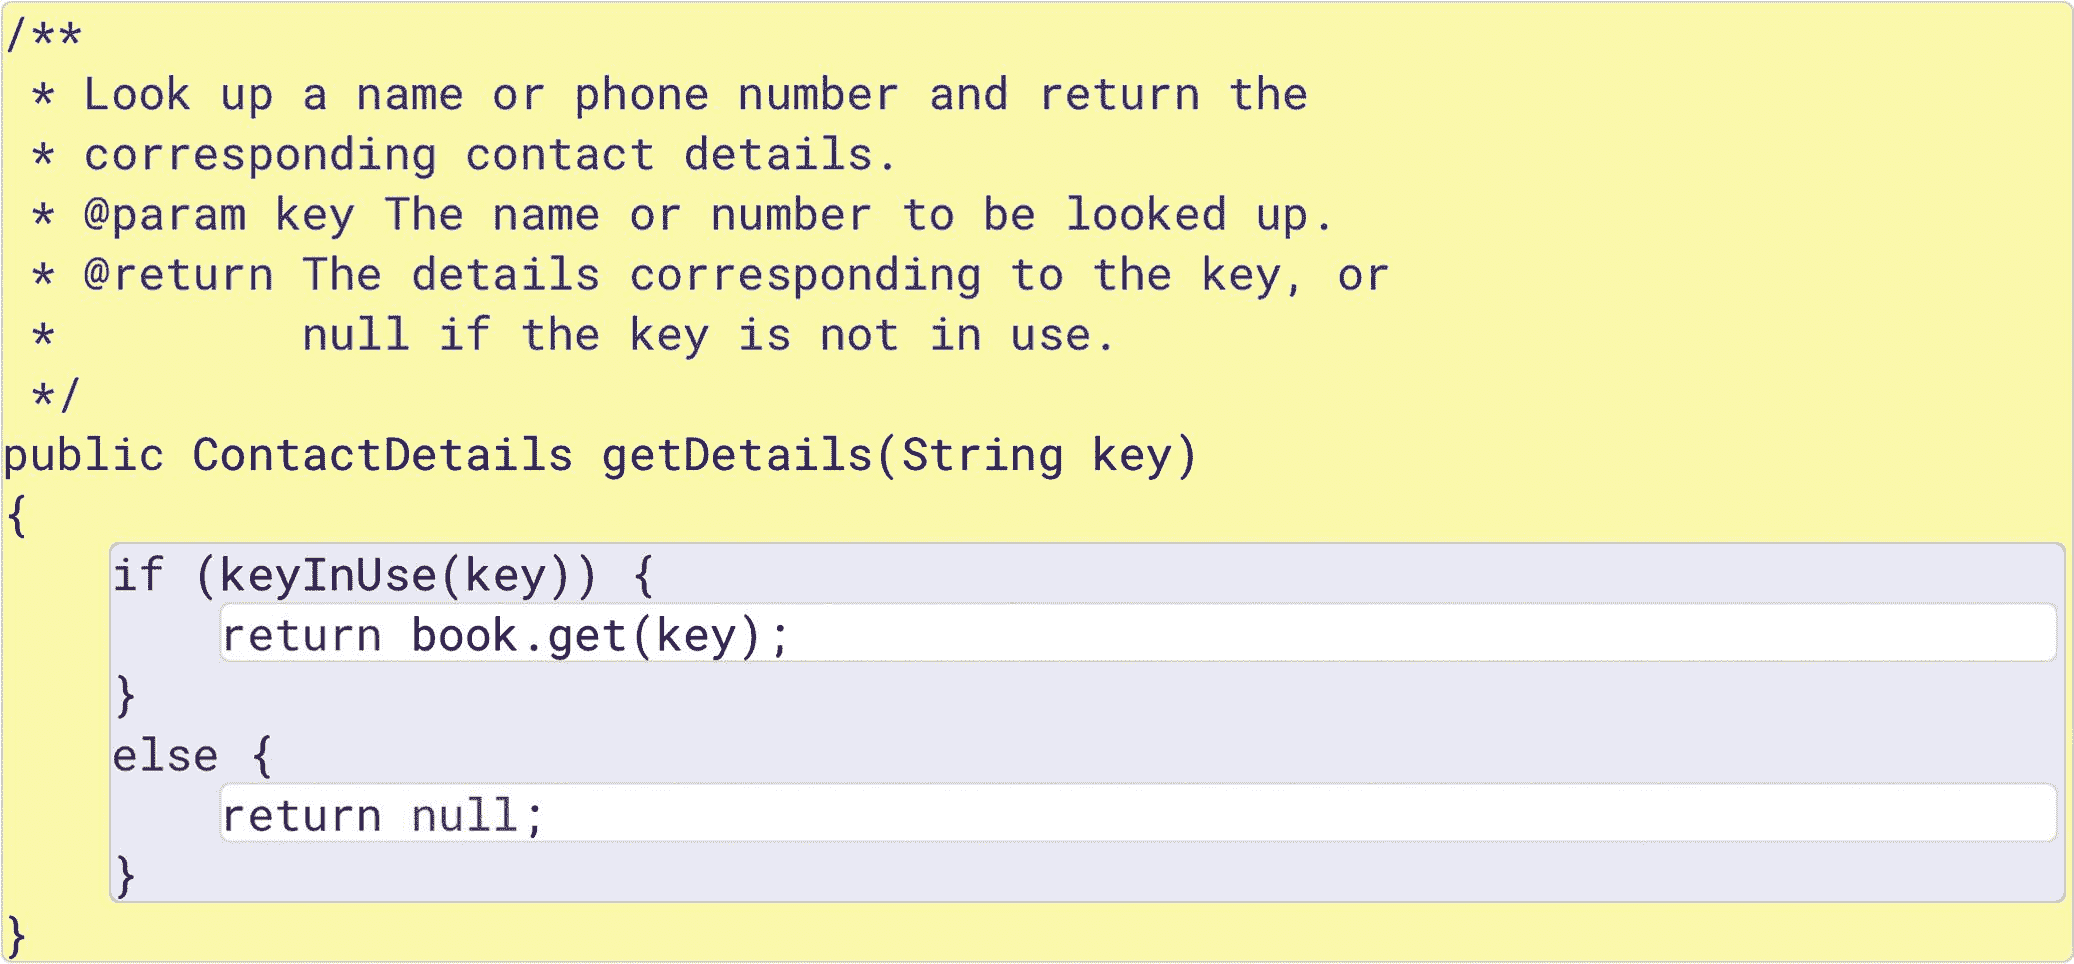 /**
 * Look up a name or phone number and return the
 * corresponding contact details.
 * @param key The name or number to be looked up.
 * @return The details corresponding to the key, or
 *         null if the key is not in use.
 */
public ContactDetails getDetails(String key)
{
    if (keyInUse(key)) {
        return book.get(key);
    }
    else {
        return null;
    }
}